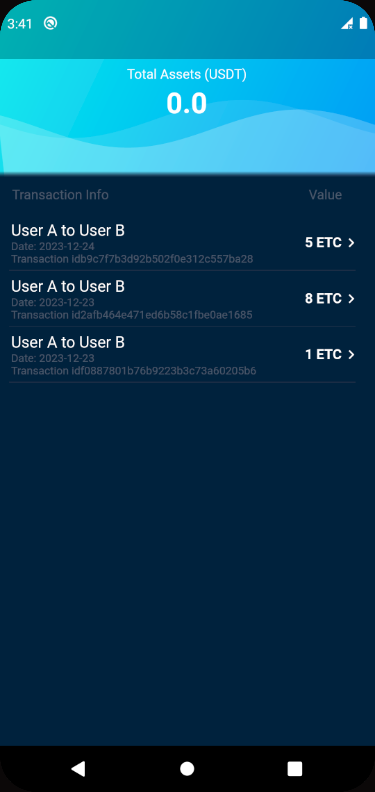 3:41
Total Assets (USDT)
0.0
Transaction Info Value
User A to User B
Date: 2023-12-24
Transaction idb9c7f7b3d92b502f0e312c557ba28
5 ETC
User A to User B
Date: 2023-12-23
Transaction id2afb464e471ed6b58c1fbe0ae1685
8 ETC
User A to User B
Date: 2023-12-23
Transaction idf0887801b76b9223b3c73a60205b6
1 ETC